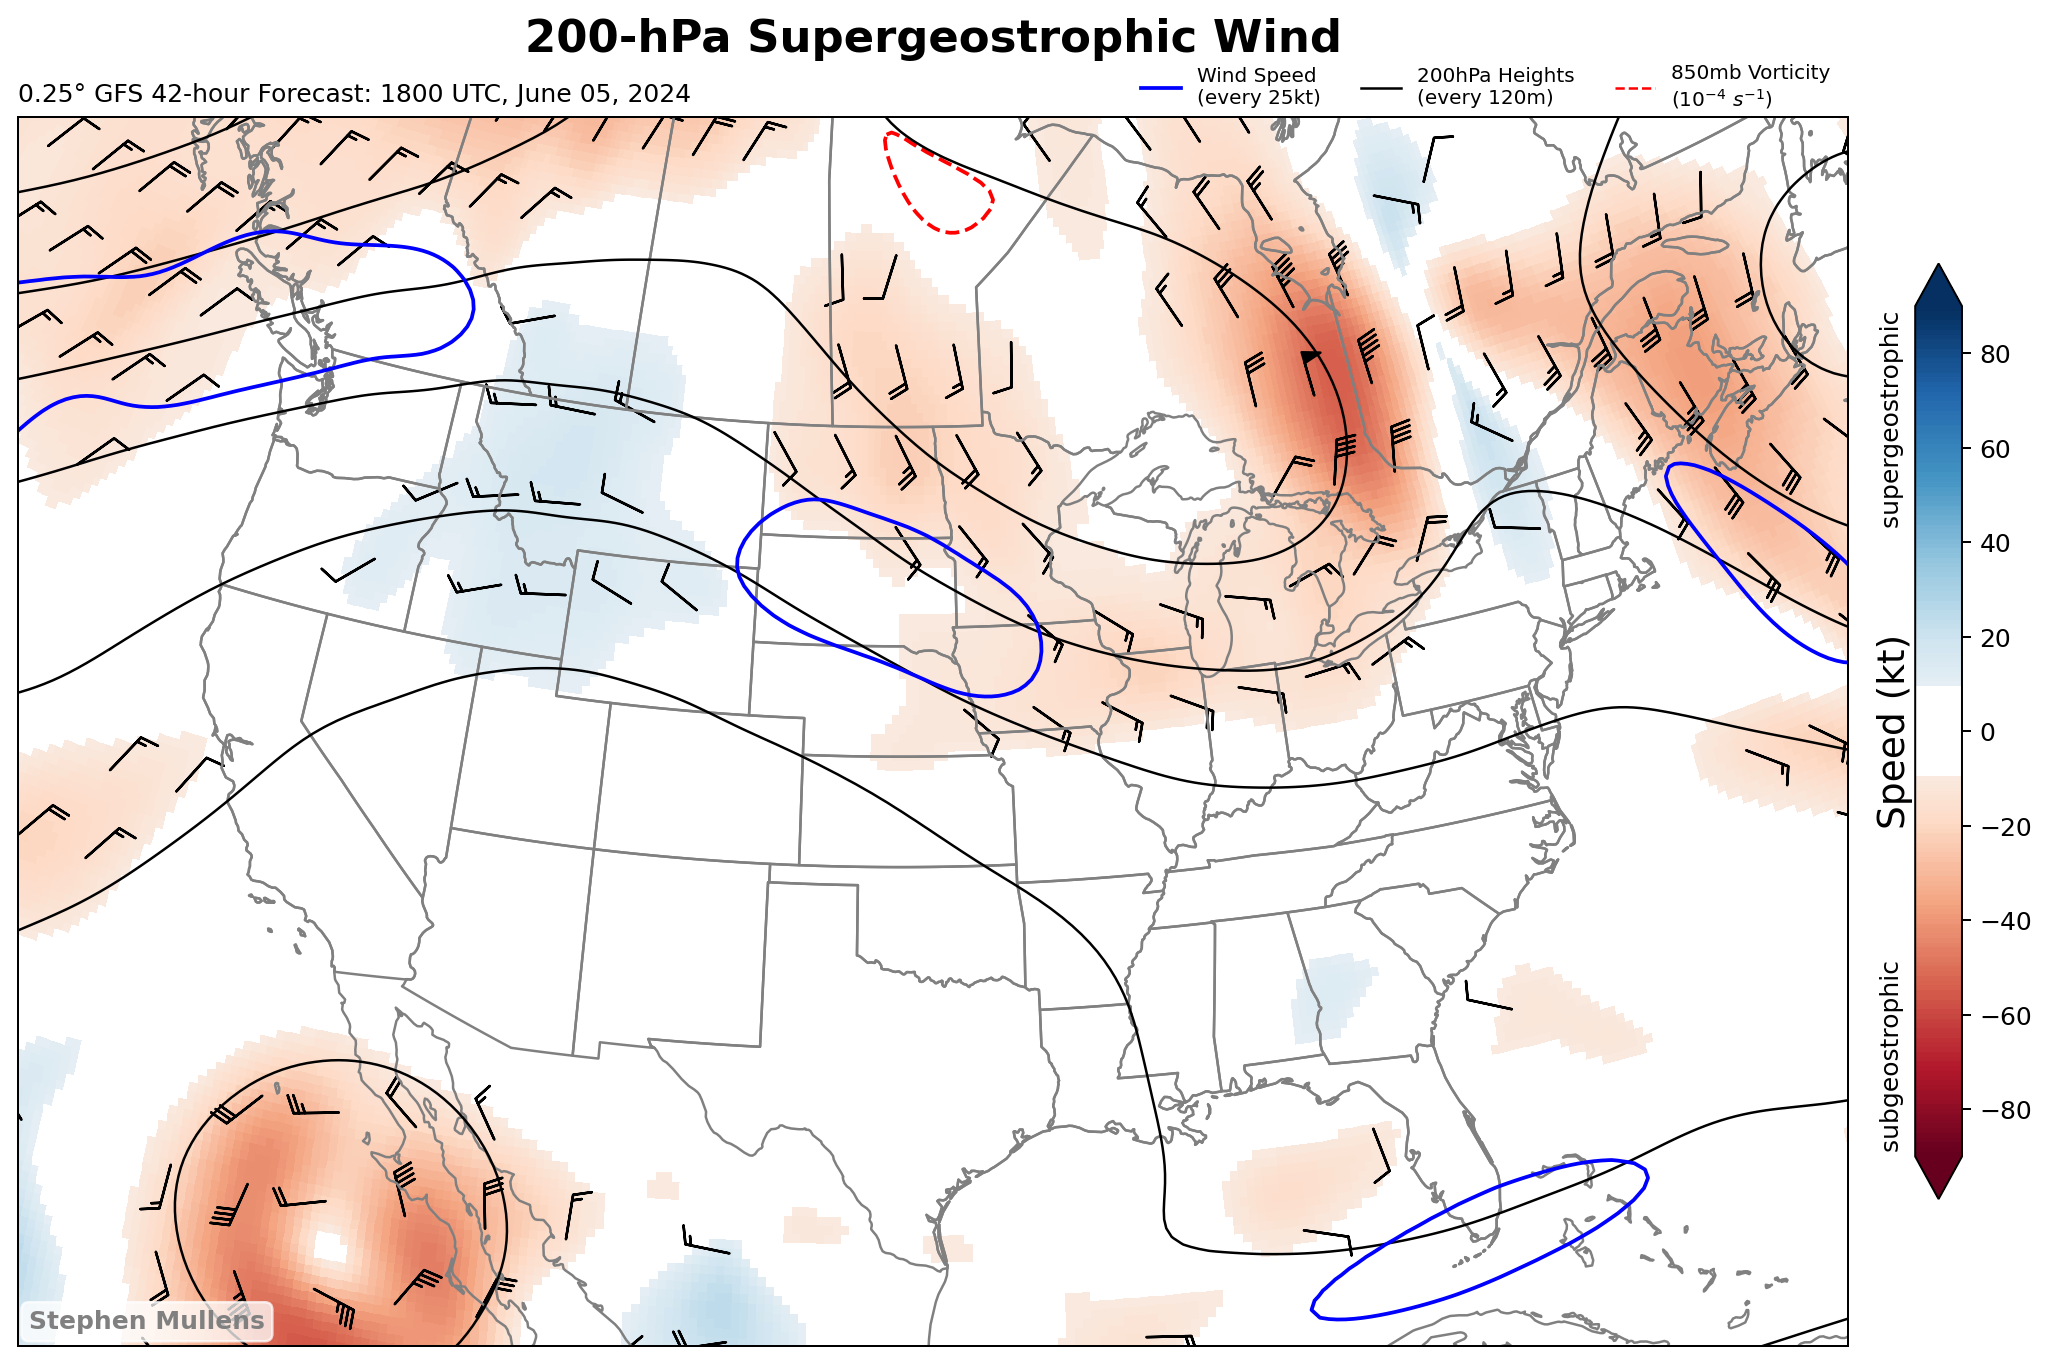 200-hPa Supergeostrophic Wind
0.25° GFS 42-hour Forecast: 1800 UTC, June 05, 2024
Wind Speed
(every 25kt)
200hPa Heights
(every 120m)
850mb Vorticity
(10⁻⁴ s⁻¹)
supergeostrophic
Speed (kt)
subgeostrophic
80
60
40
20
0
−20
−40
−60
−80
Stephen Mullens